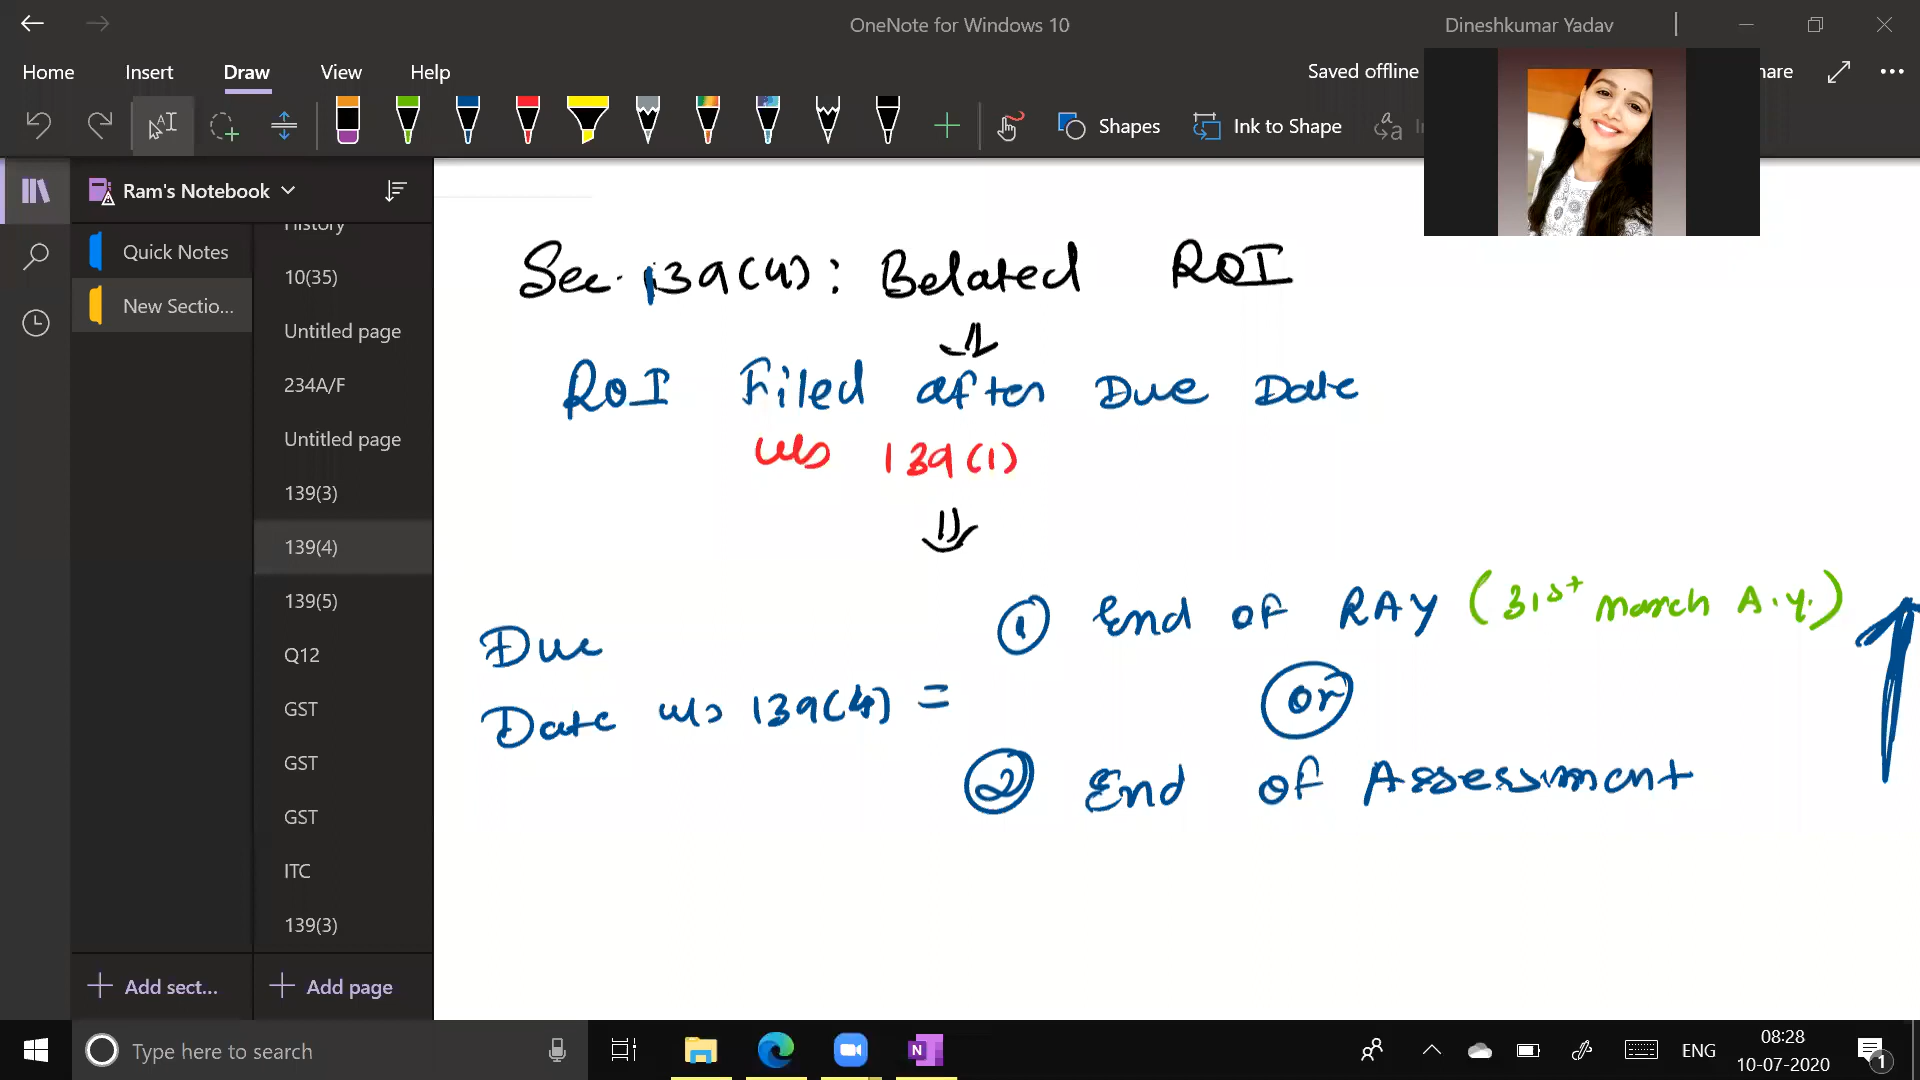 OneNote for Windows 10
Dineshkumar Yadav
Home Insert Draw View Help
Saved offline
hare
Shapes
Ink to Shape
Ram's Notebook
Quick Notes
New Sectio...
History
10(35)
Untitled page
234A/F
Untitled page
139(3)
139(4)
139(5)
Q12
GST
GST
GST
ITC
139(3)
Add sect...
Add page
Sec. 139(4): Belated ROI
ROI Filed after Due Date
u/s 139(1)
① End of RAY (31st March A.Y.)
Due
Date u/s 139(4) =
or
② End of Assessment
Type here to search
ENG
08:28
10-07-2020
1